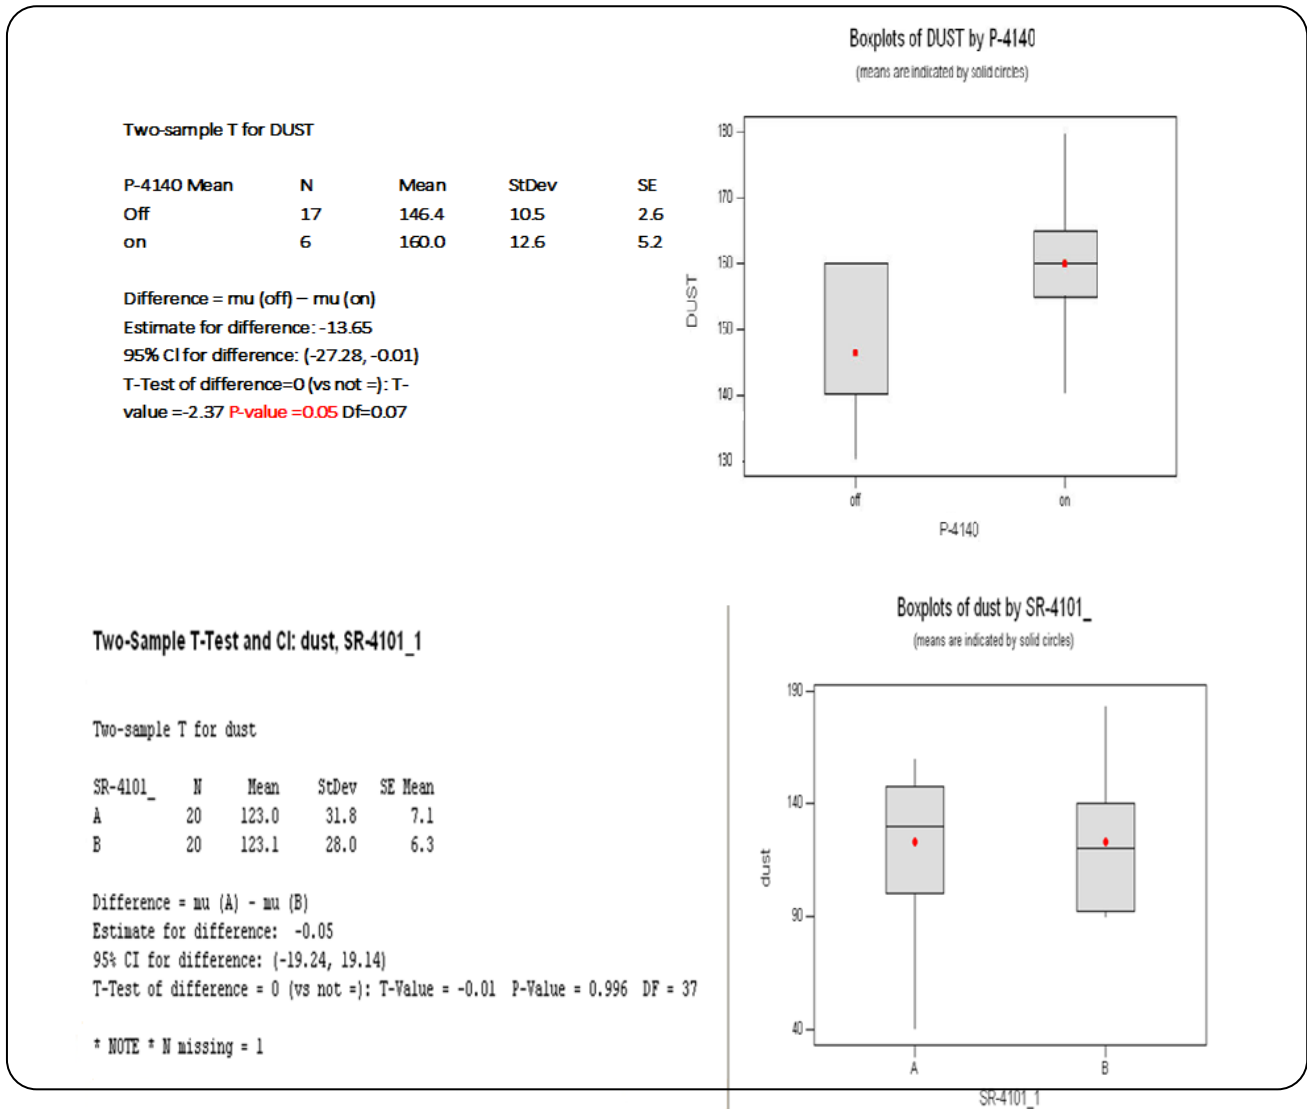 Boxplots of DUST by P-4140
(means are indicated by solid circles)
Two-sample T for DUST
P-4140 Mean N Mean StDev SE
Off 17 146.4 10.5 2.6
on 6 160.0 12.6 5.2
Difference = mu (off) – mu (on)
Estimate for difference: -13.65
95% CI for difference: (-27.28, -0.01)
T-Test of difference=0 (vs not =): T-
value =-2.37 P-value =0.05 Df=0.07
180
170
160
150
140
130
DUST
off on
P-4140
Boxplots of dust by SR-4101_
(means are indicated by solid circles)
Two-Sample T-Test and CI: dust, SR-4101_1
Two-sample T for dust
SR-4101_ N Mean StDev SE Mean
A 20 123.0 31.8 7.1
B 20 123.1 28.0 6.3
Difference = mu (A) - mu (B)
Estimate for difference: -0.05
95% CI for difference: (-19.24, 19.14)
T-Test of difference = 0 (vs not =): T-Value = -0.01 P-Value = 0.996 DF = 37
* NOTE * N missing = 1
190
140
90
40
dust
A B
SR-4101_1